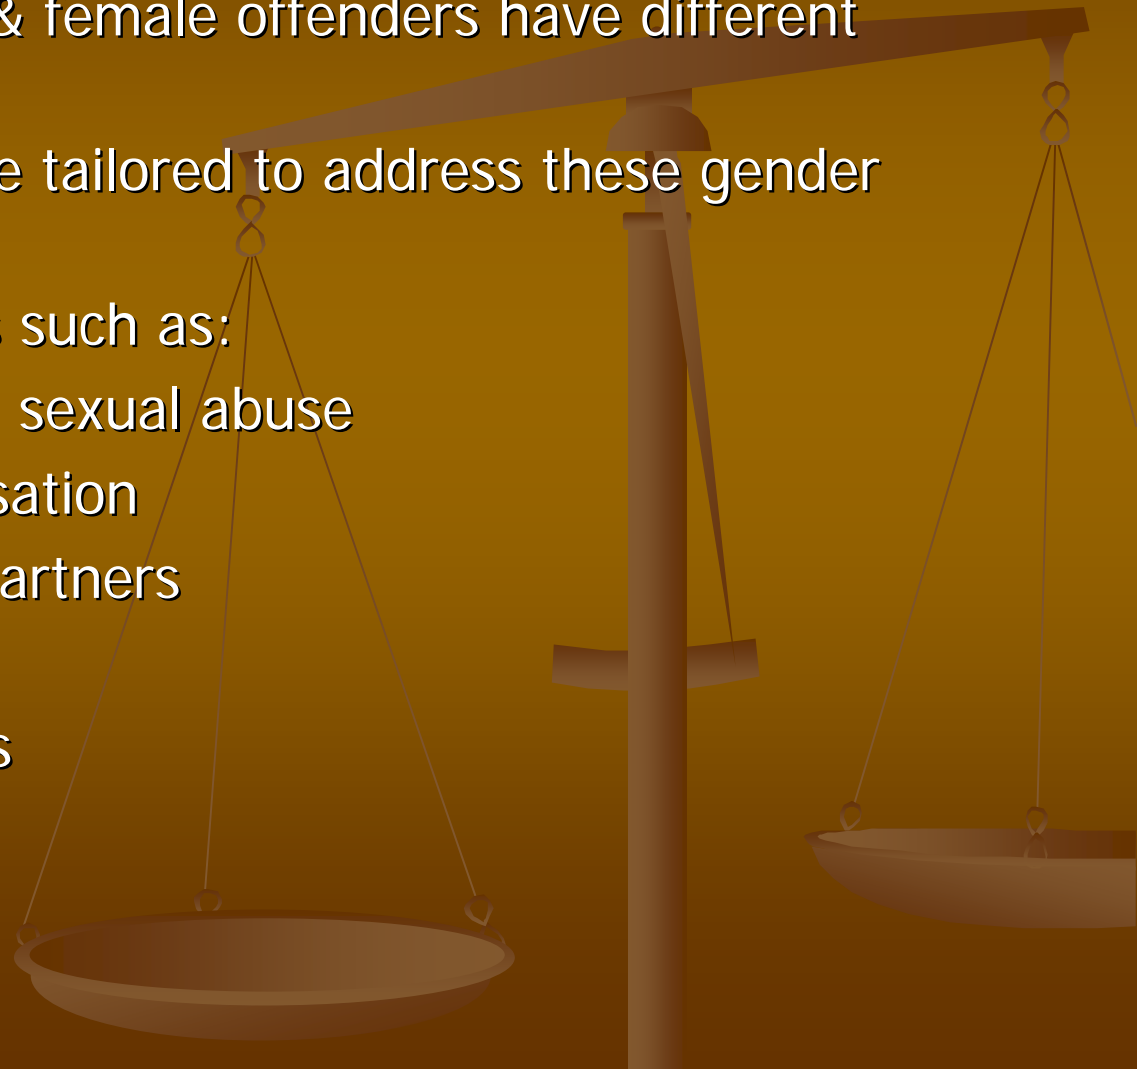 & female offenders have different
e tailored to address these gender
s such as:
sexual abuse
sation
artners
s